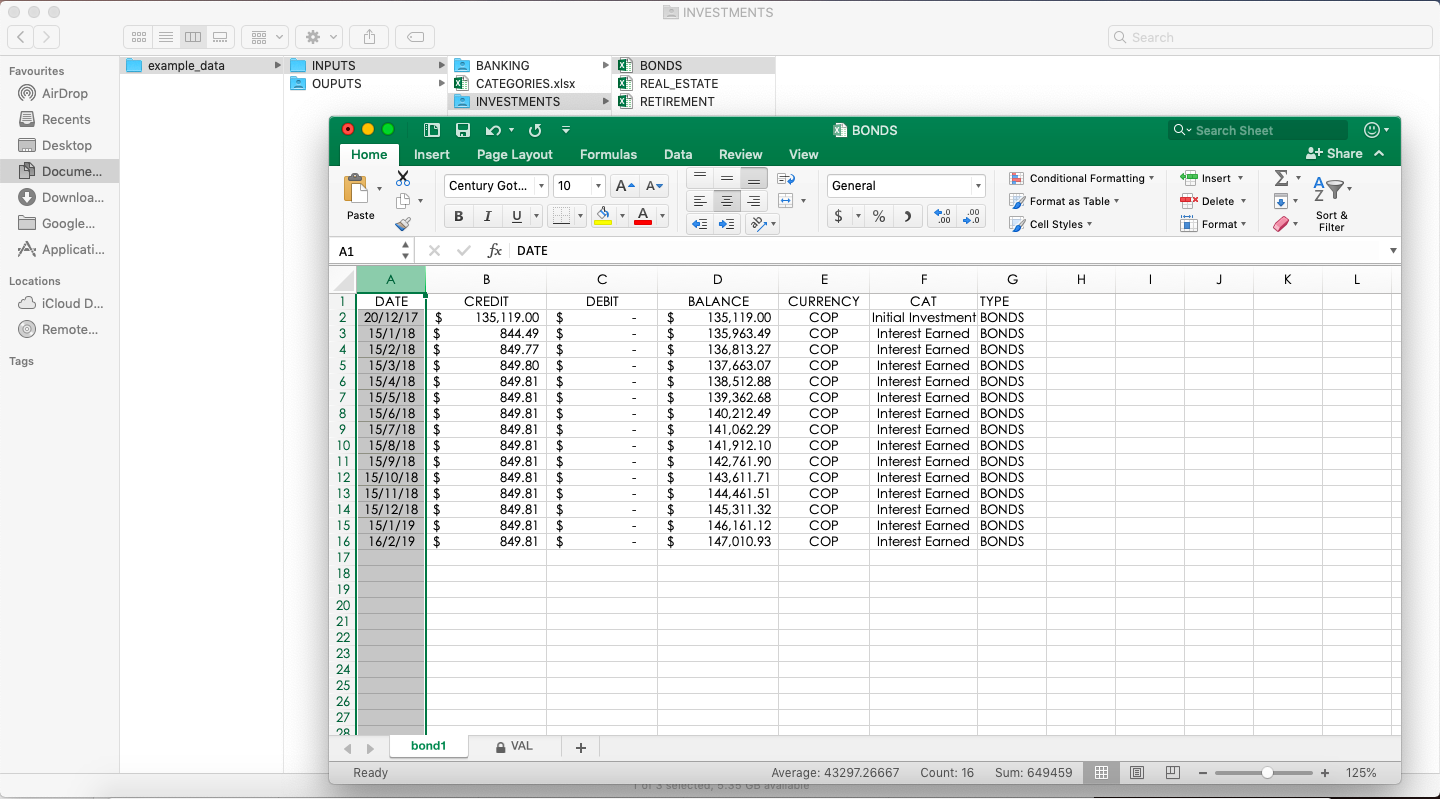 INVESTMENTS
Search
Favourites
AirDrop
Recents
Desktop
Docume...
Downloa...
Google...
Applicati...
Locations
iCloud D...
Remote...
Tags
example_data
INPUTS
OUPUTS
BANKING
CATEGORIES.xlsx
INVESTMENTS
BONDS
REAL_ESTATE
RETIREMENT
BONDS
Search Sheet
Home Insert Page Layout Formulas Data Review View Share
Paste
Century Got... 10
B I U
General
$ %
Conditional Formatting
Format as Table
Cell Styles
Insert
Delete
Format
Sort &
Filter
A1 fx DATE
A B C D E F G H I J K L
1 DATE CREDIT DEBIT BALANCE CURRENCY CAT TYPE
2 20/12/17 $ 135,119.00 $ - $ 135,119.00 COP Initial Investment BONDS
3 15/1/18 $ 844.49 $ - $ 135,963.49 COP Interest Earned BONDS
4 15/2/18 $ 849.77 $ - $ 136,813.27 COP Interest Earned BONDS
5 15/3/18 $ 849.80 $ - $ 137,663.07 COP Interest Earned BONDS
6 15/4/18 $ 849.81 $ - $ 138,512.88 COP Interest Earned BONDS
7 15/5/18 $ 849.81 $ - $ 139,362.68 COP Interest Earned BONDS
8 15/6/18 $ 849.81 $ - $ 140,212.49 COP Interest Earned BONDS
9 15/7/18 $ 849.81 $ - $ 141,062.29 COP Interest Earned BONDS
10 15/8/18 $ 849.81 $ - $ 141,912.10 COP Interest Earned BONDS
11 15/9/18 $ 849.81 $ - $ 142,761.90 COP Interest Earned BONDS
12 15/10/18 $ 849.81 $ - $ 143,611.71 COP Interest Earned BONDS
13 15/11/18 $ 849.81 $ - $ 144,461.51 COP Interest Earned BONDS
14 15/12/18 $ 849.81 $ - $ 145,311.32 COP Interest Earned BONDS
15 15/1/19 $ 849.81 $ - $ 146,161.12 COP Interest Earned BONDS
16 16/2/19 $ 849.81 $ - $ 147,010.93 COP Interest Earned BONDS
17
18
19
20
21
22
23
24
25
26
27
28
bond1 VAL +
Ready Average: 43297.26667 Count: 16 Sum: 649459 125%
1 of 3 selected, 5.35 GB available